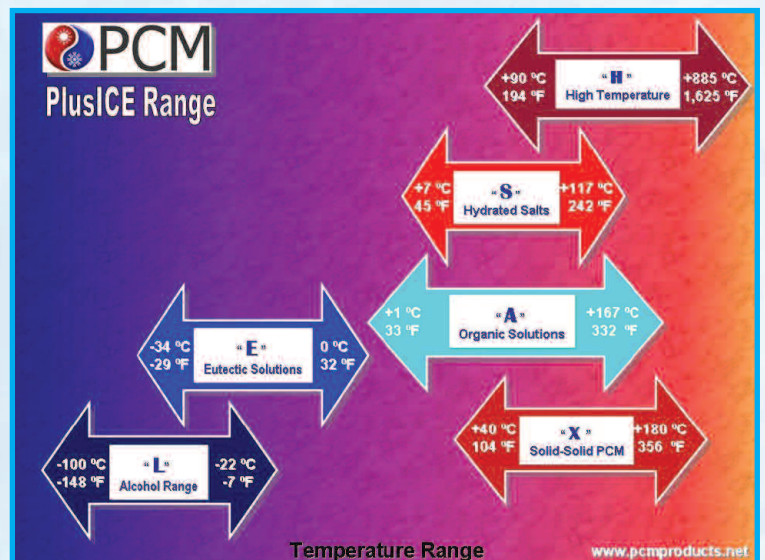 PCM
PlusICE Range
+90 ºC
194 ºF
"H"
High Temperature
+885 ºC
1,625 ºF
+7 ºC
45 ºF
"S"
Hydrated Salts
+117 ºC
242 ºF
+1 ºC
33 ºF
"A"
Organic Solutions
+167 ºC
332 ºF
-34 ºC
-29 ºF
"E"
Eutectic Solutions
0 ºC
32 ºF
+40 ºC
104 ºF
"X"
Solid-Solid PCM
+180 ºC
356 ºF
-100 ºC
-148 ºF
"L"
Alcohol Range
-22 ºC
-7 ºF
Temperature Range
www.pcmproducts.net